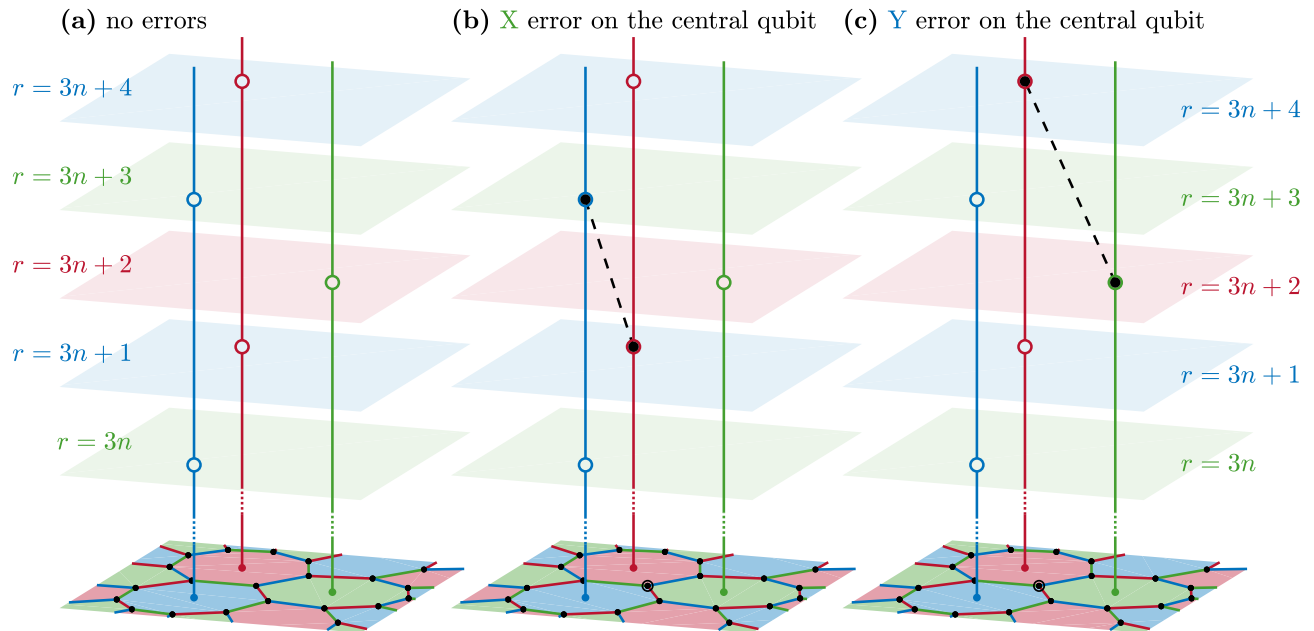 (a) no errors
(b) X error on the central qubit
(c) Y error on the central qubit
r = 3n + 4
r = 3n + 3
r = 3n + 2
r = 3n + 1
r = 3n
r = 3n + 4
r = 3n + 3
r = 3n + 2
r = 3n + 1
r = 3n